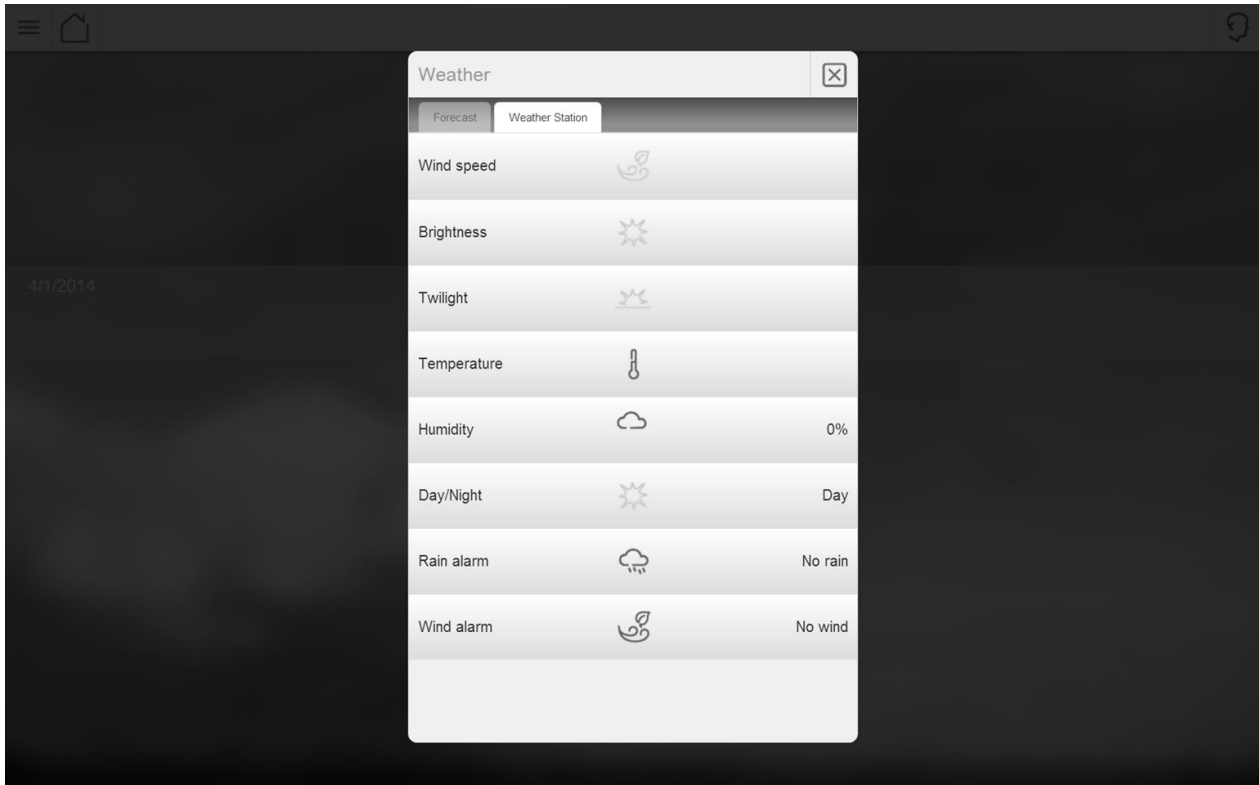 Weather
Forecast Weather Station
Wind speed
Brightness
4/1/2014
Twilight
Temperature
Humidity 0%
Day/Night Day
Rain alarm No rain
Wind alarm No wind